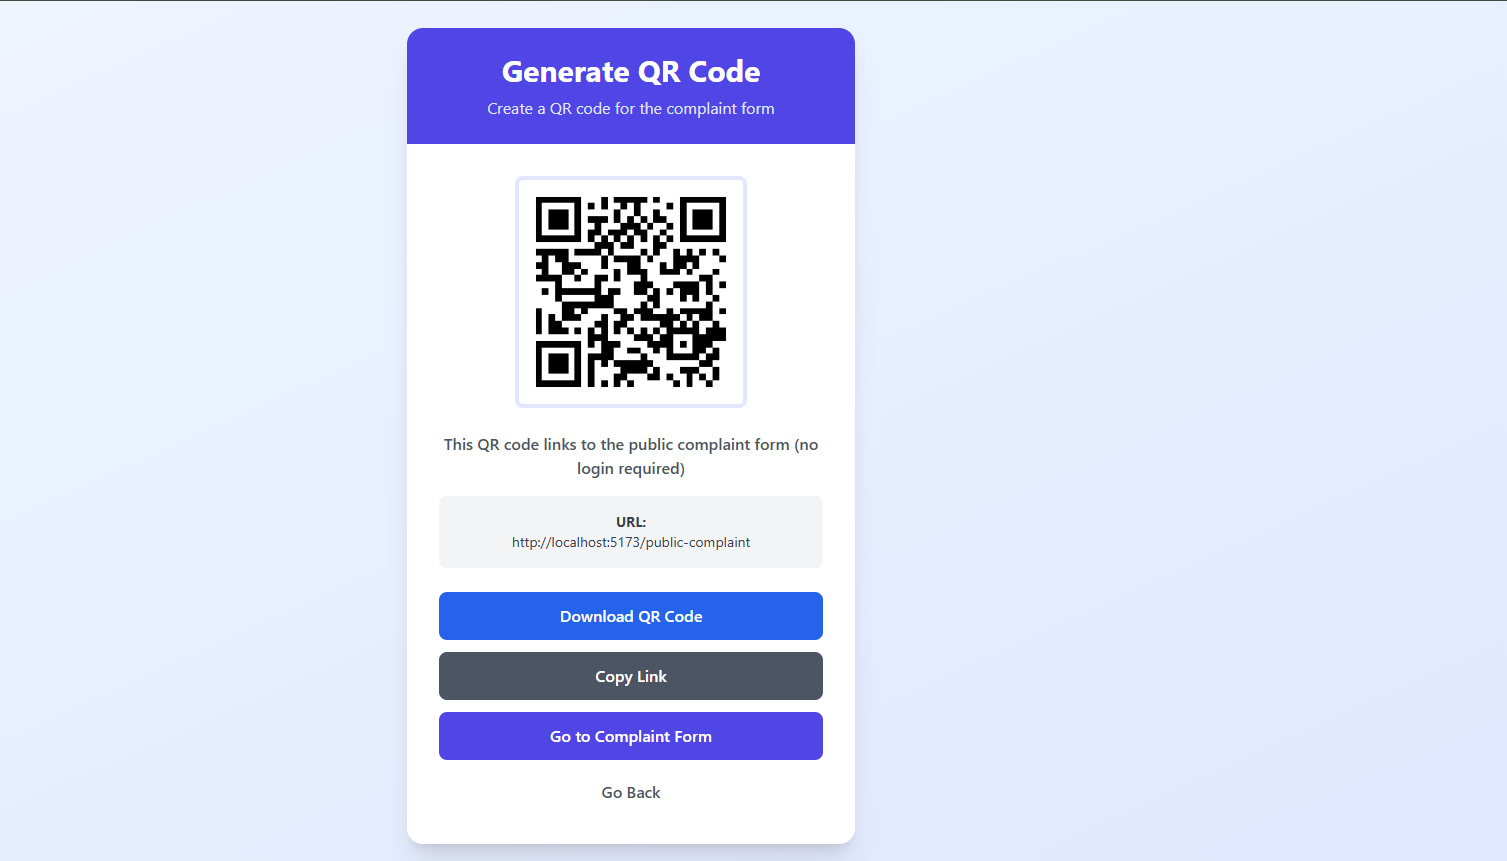 Generate QR Code
Create a QR code for the complaint form
This QR code links to the public complaint form (no
login required)
URL:
http://localhost:5173/public-complaint
Download QR Code
Copy Link
Go to Complaint Form
Go Back